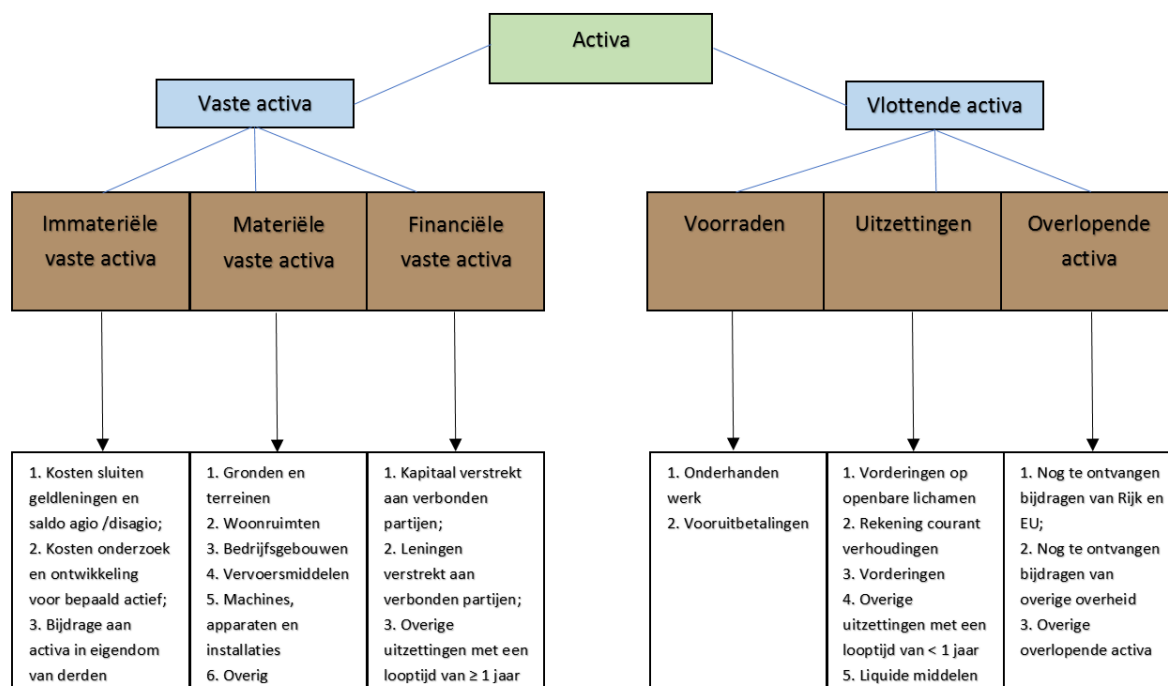 Activa
Vaste activa
Vlottende activa
Immateriële
vaste activa
Materiële
vaste activa
Financiële
vaste activa
Voorraden
Uitzettingen
Overlopende
activa
1. Kosten sluiten
geldleningen en
saldo agio /disagio;
2. Kosten onderzoek
en ontwikkeling
voor bepaald actief;
3. Bijdrage aan
activa in eigendom
van derden
1. Gronden en
terreinen
2. Woonruimten
3. Bedrijfsgebouwen
4. Vervoersmiddelen
5. Machines,
apparaten en
installaties
6. Overig
1. Kapitaal verstrekt
aan verbonden
partijen;
2. Leningen
verstrekt aan
verbonden partijen;
3. Overige
uitzettingen met een
looptijd van ≥ 1 jaar
1. Onderhanden
werk
2. Vooruitbetalingen
1. Vorderingen op
openbare lichamen
2. Rekening courant
verhoudingen
3. Vorderingen
4. Overige
uitzettingen met een
looptijd van < 1 jaar
5. Liquide middelen
1. Nog te ontvangen
bijdragen van Rijk en
EU;
2. Nog te ontvangen
bijdragen van
overige overheid
3. Overige
overlopende activa